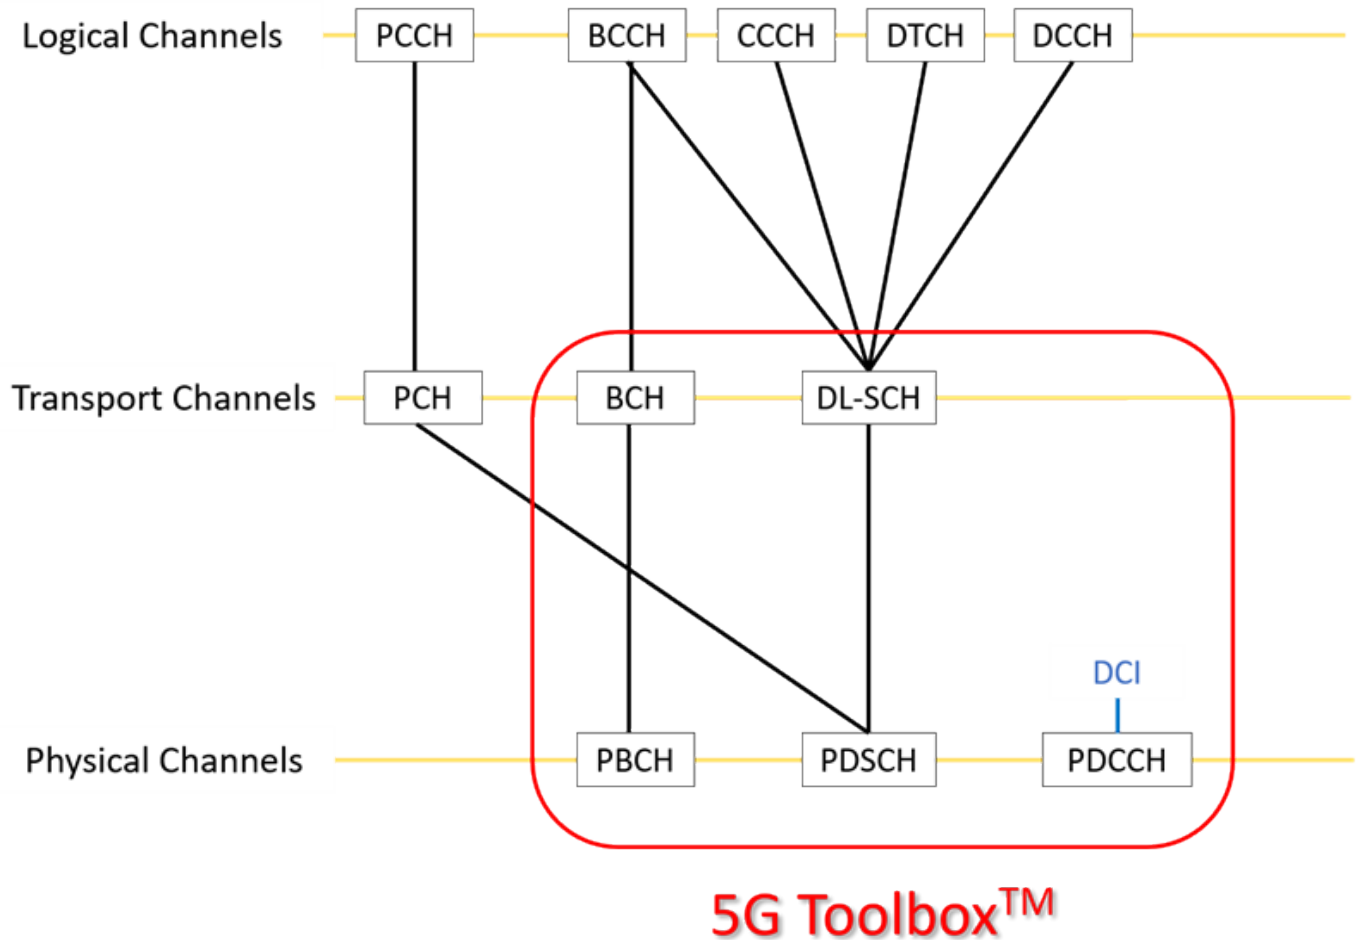 Logical Channels PCCH BCCH CCCH DTCH DCCH
Transport Channels PCH BCH DL-SCH
DCI
Physical Channels PBCH PDSCH PDCCH
5G Toolbox™